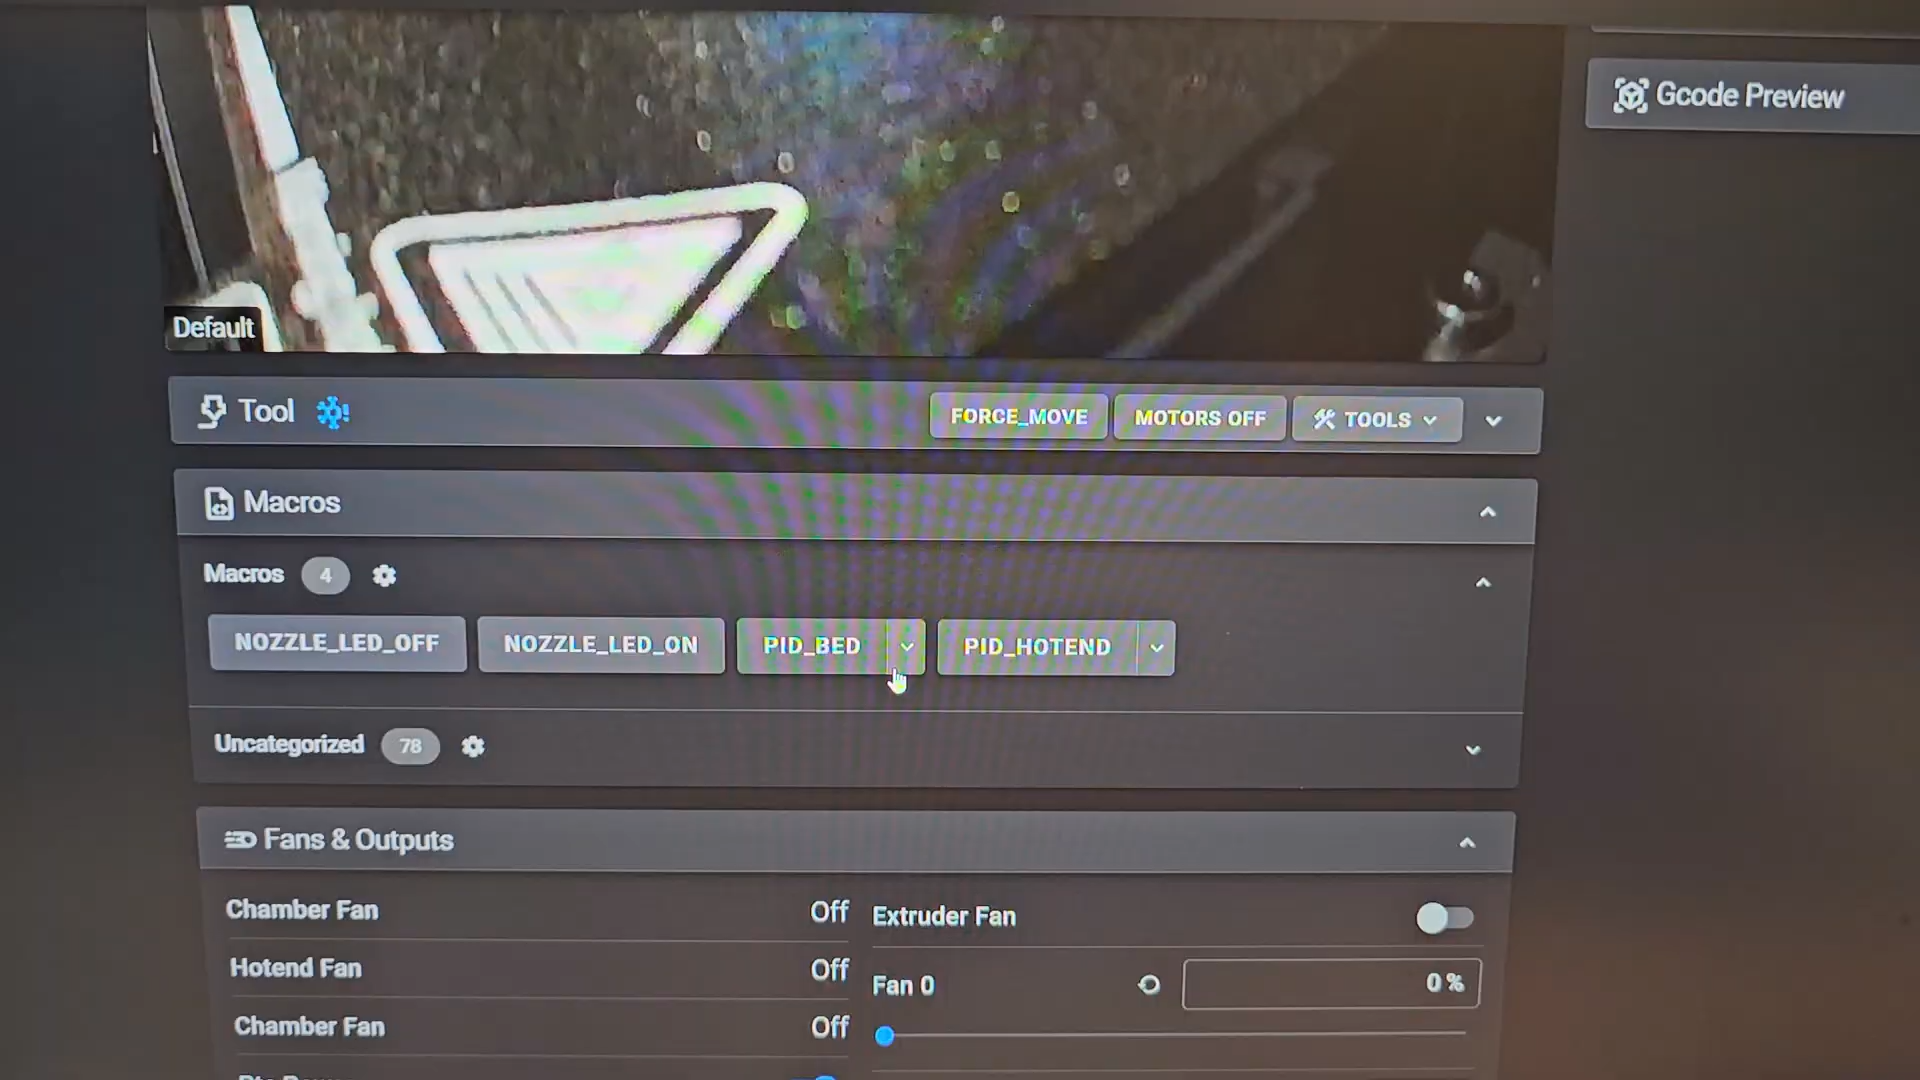 Gcode Preview
Default
Tool
FORCE_MOVE
MOTORS OFF
TOOLS
Macros
Macros 4
NOZZLE_LED_OFF
NOZZLE_LED_ON
PID_BED
PID_HOTEND
Uncategorized 78
Fans & Outputs
Chamber Fan Off
Extruder Fan
Hotend Fan Off
Fan 0 0 %
Chamber Fan Off